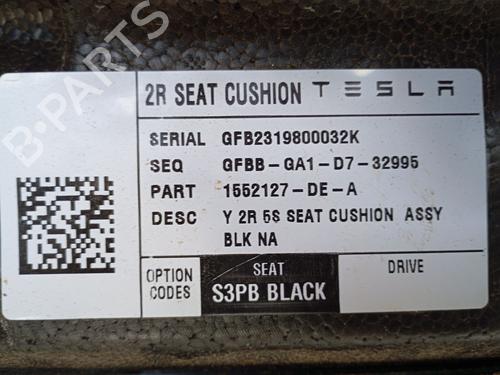 2R SEAT CUSHION TESLA
SERIAL GFB2319800032K
SEQ GFBB-GA1-D7-32995
PART 1552127-DE-A
DESC Y 2R 5S SEAT CUSHION ASSY
BLK NA
OPTION CODES SEAT DRIVE
S3PB BLACK
B-PARTS